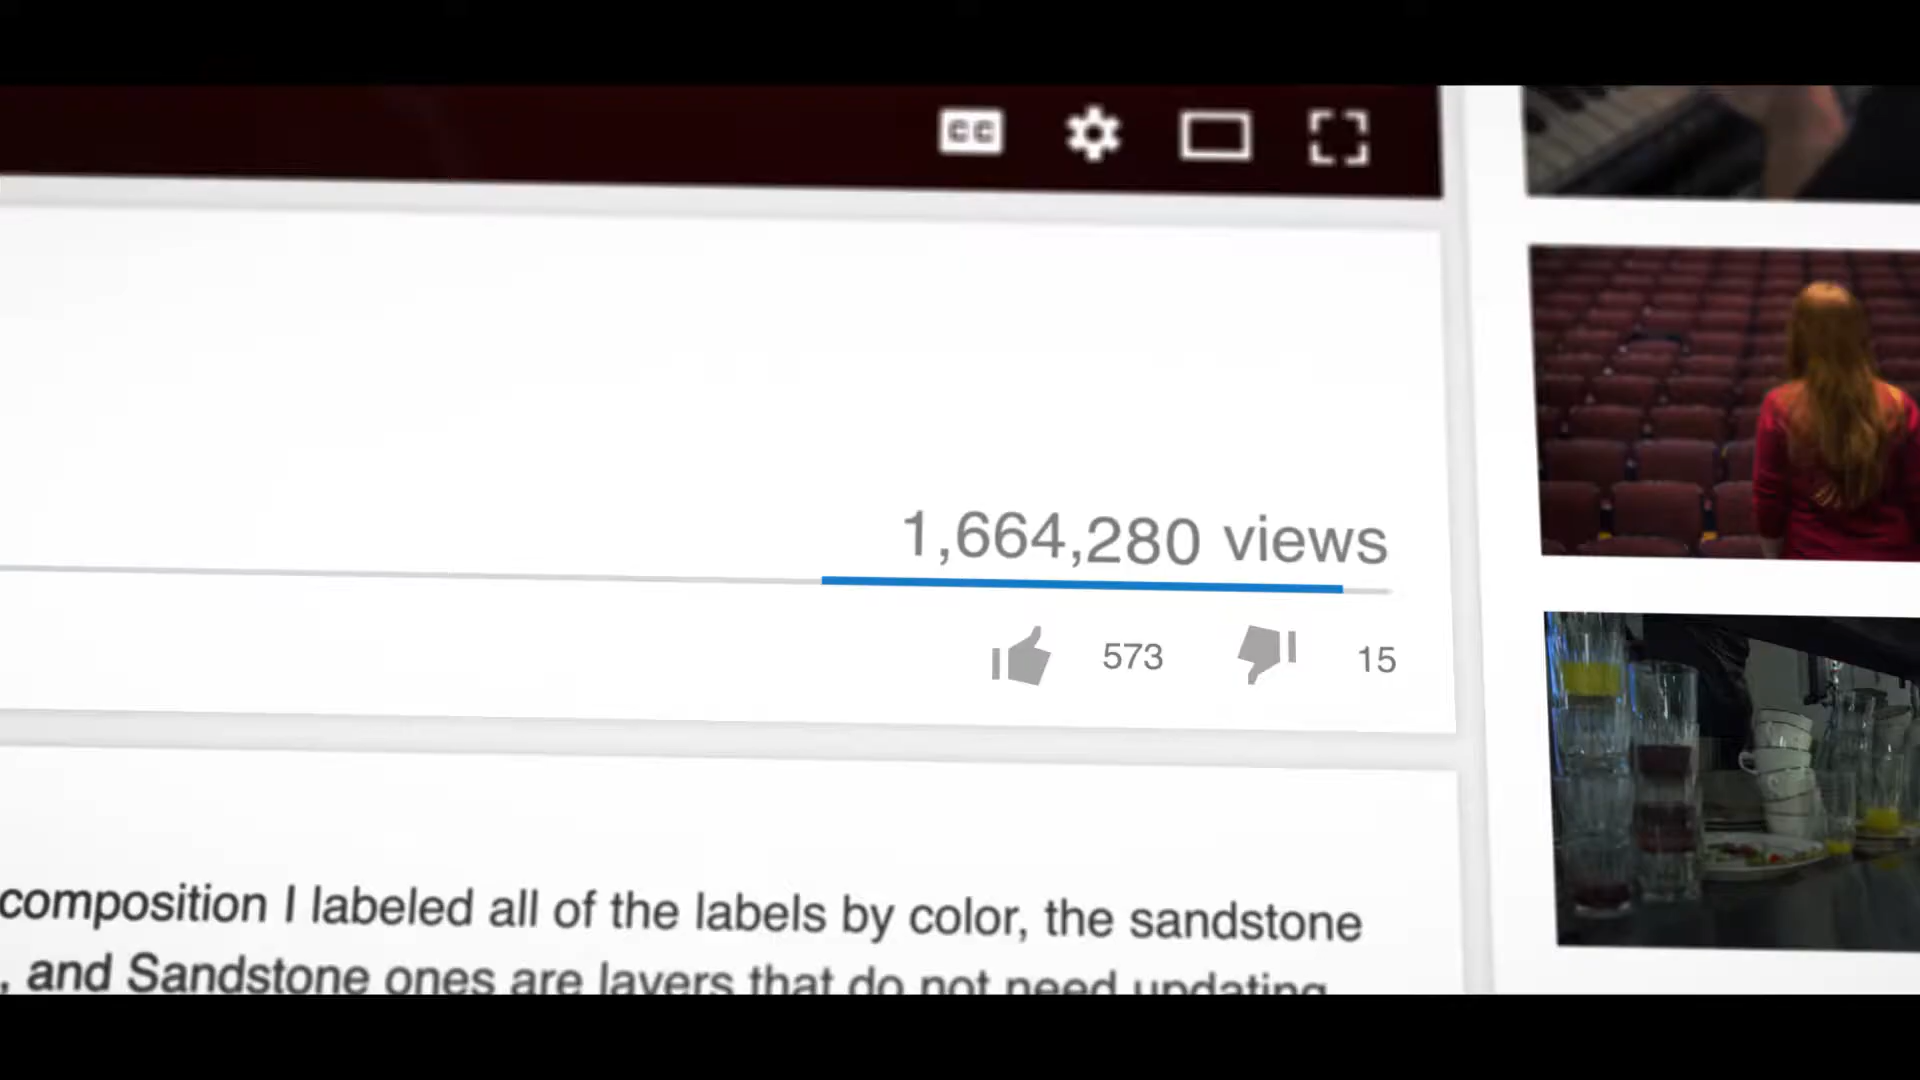 CC
1,664,280 views
573 15
composition I labeled all of the labels by color, the sandstone
, and Sandstone ones are layers that do not need updating